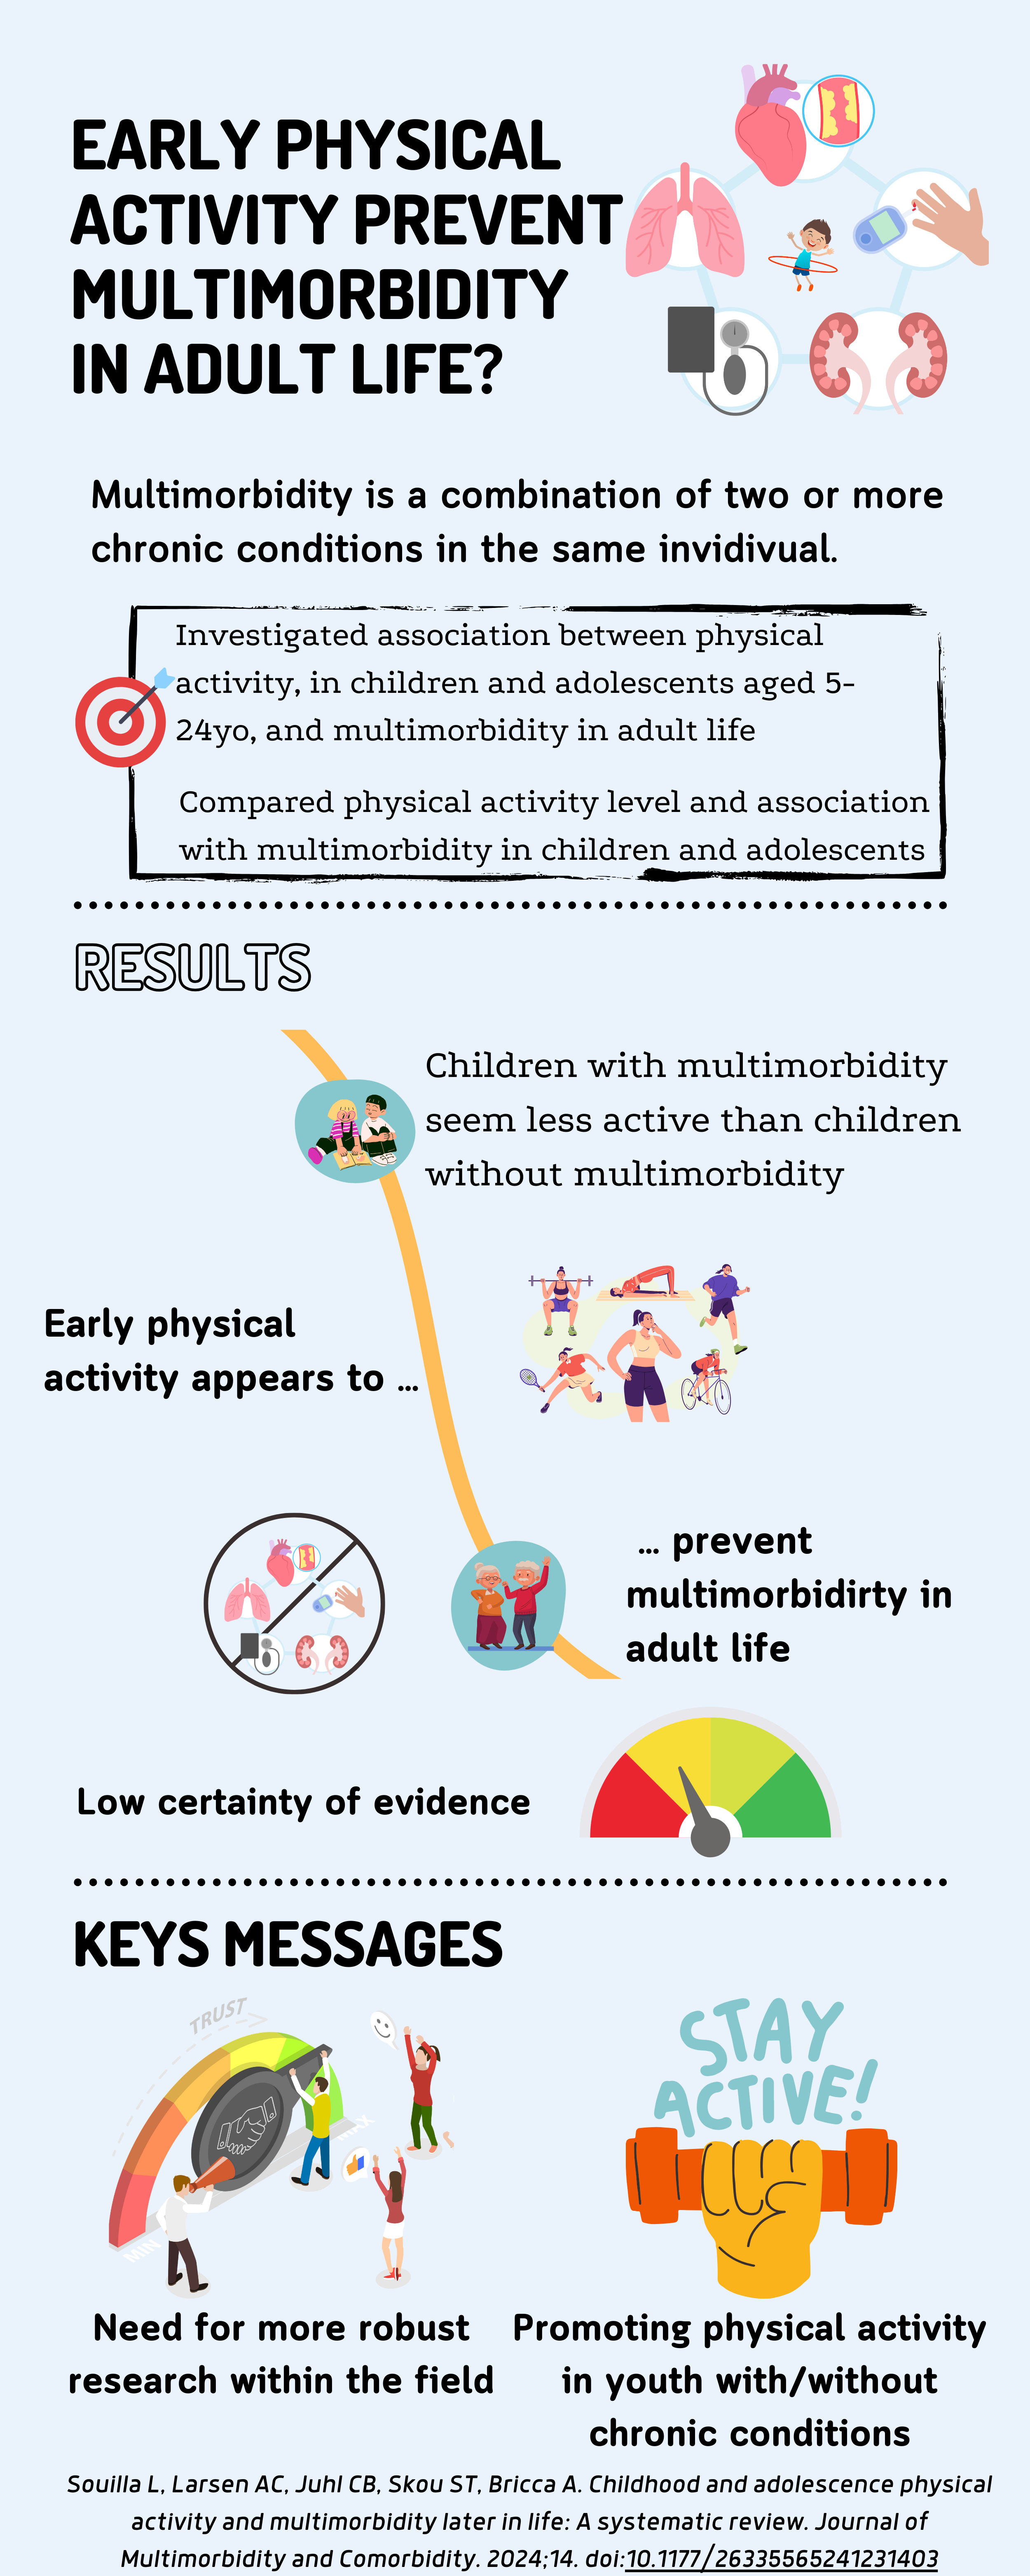 EARLY PHYSICAL
ACTIVITY PREVENT
MULTIMORBIDITY
IN ADULT LIFE?
Multimorbidity is a combination of two or more
chronic conditions in the same invidivual.
Investigated association between physical
activity, in children and adolescents aged 5-
24yo, and multimorbidity in adult life
Compared physical activity level and association
with multimorbidity in children and adolescents
RESULTS
Children with multimorbidity
seem less active than children
without multimorbidity
Early physical
activity appears to ...
... prevent
multimorbidirty in
adult life
Low certainty of evidence
KEYS MESSAGES
TRUST
MAX
MIN
STAY
ACTIVE!
Need for more robust
research within the field
Promoting physical activity
in youth with/without
chronic conditions
Souilla L, Larsen AC, Juhl CB, Skou ST, Bricca A. Childhood and adolescence physical
activity and multimorbidity later in life: A systematic review. Journal of
Multimorbidity and Comorbidity. 2024;14. doi:10.1177/26335565241231403